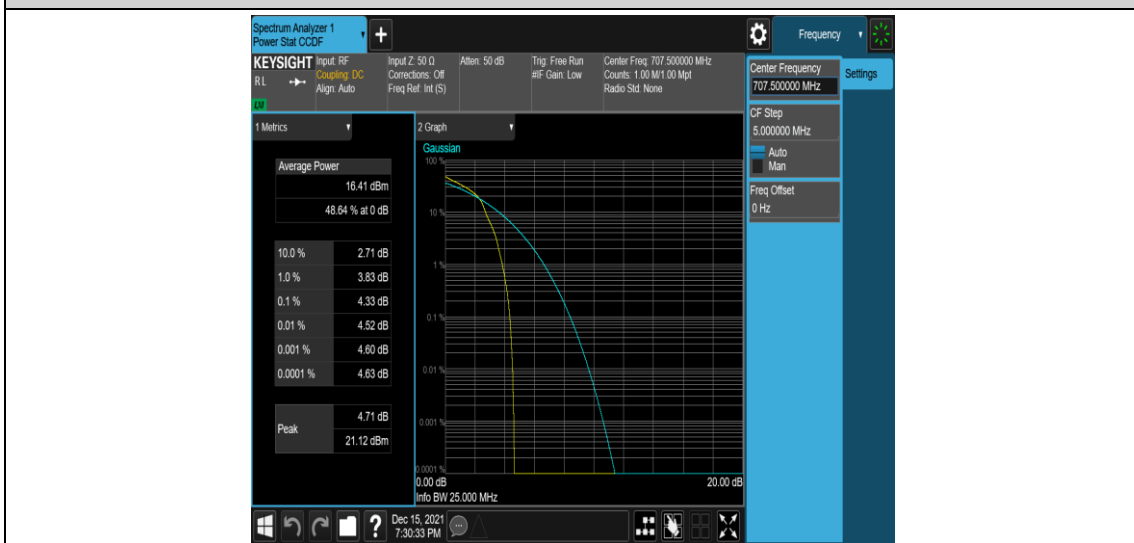 Spectrum Analyzer 1
Power Stat CCDF
+
Frequency
KEYSIGHT
RL
LXI
Input: RF
Coupling: DC
Align: Auto
Input Z: 50 Ω
Corrections: Off
Freq Ref: Int (S)
Atten: 50 dB
Trig: Free Run
#IF Gain: Low
Center Freq: 707.500000 MHz
Counts: 1.00 M/1.00 Mpt
Radio Std: None
Center Frequency
707.500000 MHz
Settings
CF Step
5.000000 MHz
Auto
Man
Freq Offset
0 Hz
1 Metrics
Average Power
16.41 dBm
48.64 % at 0 dB
10.0 % 2.71 dB
1.0 % 3.83 dB
0.1 % 4.33 dB
0.01 % 4.52 dB
0.001 % 4.60 dB
0.0001 % 4.63 dB
Peak
4.71 dB
21.12 dBm
2 Graph
Gaussian
100 %
10 %
1 %
0.1 %
0.01 %
0.001 %
0.0001 %
0.00 dB 20.00 dB
Info BW 25.000 MHz
?
Dec 15, 2021
7:30:33 PM